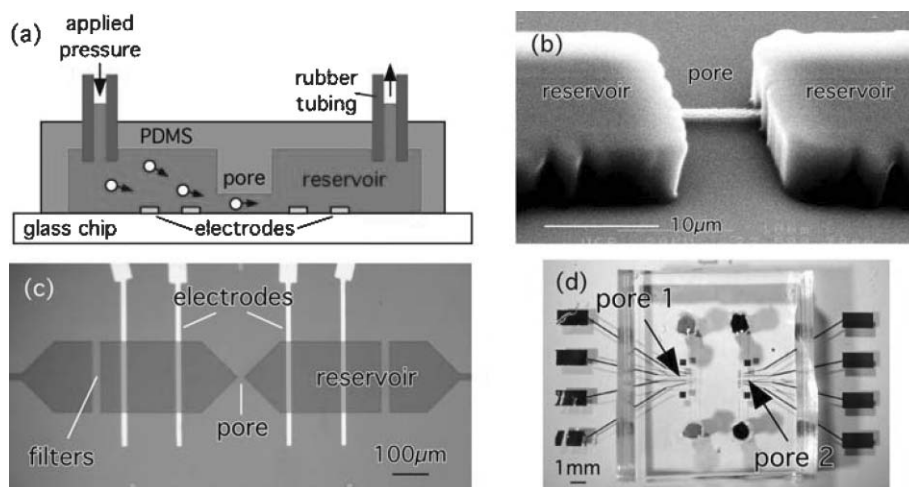 (a)
applied
pressure
rubber
tubing
PDMS
pore
reservoir
glass chip
electrodes
(b)
pore
reservoir
reservoir
10μm
(c)
electrodes
reservoir
filters
pore
100μm
(d)
pore 1
pore 2
1mm